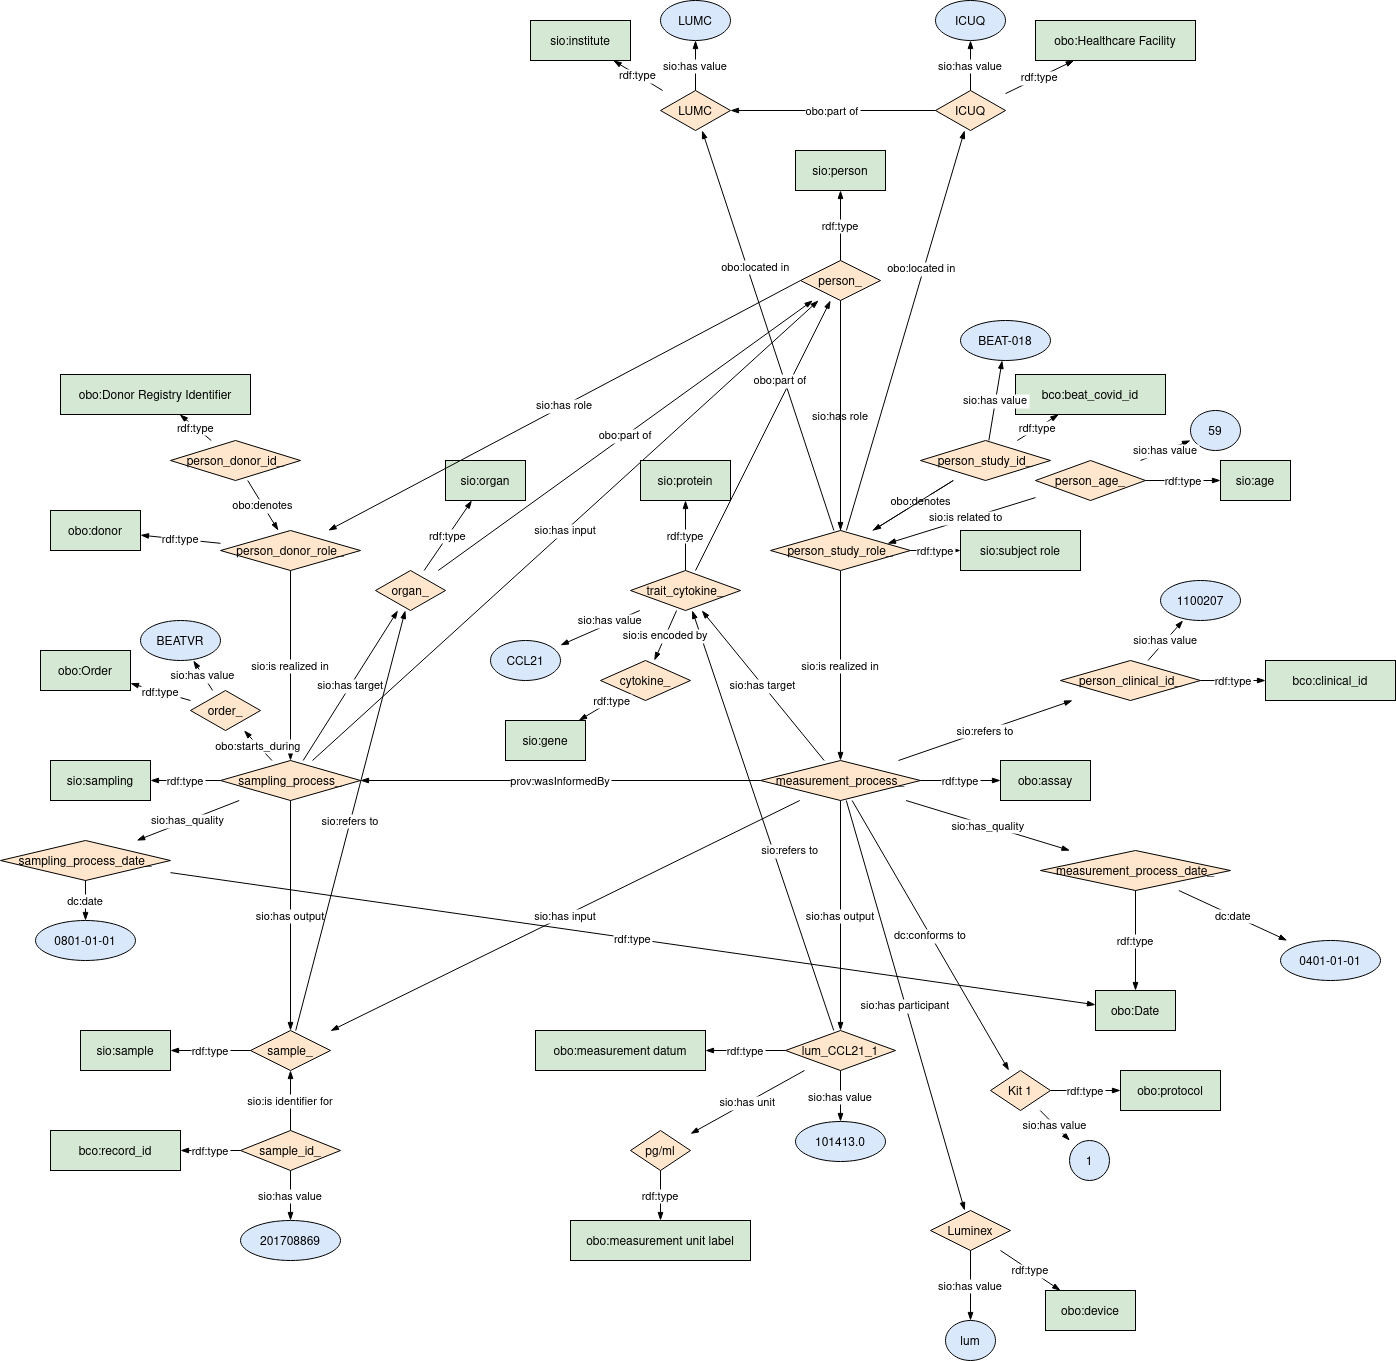 LUMC
ICUQ
sio:institute
obo:Healthcare Facility
sio:has value
sio:has value
rdf:type
rdf:type
LUMC
obo:part of
ICUQ
sio:person
rdf:type
obo:located in
obo:located in
person_
BEAT-018
obo:part of
obo:Donor Registry Identifier
bco:beat_covid_id
sio:has value
sio:has role
sio:has role
rdf:type
rdf:type
59
obo:part of
sio:has value
person_donor_id
person_study_id
sio:organ
sio:protein
person_age_
rdf:type
sio:age
obo:denotes
obo:denotes
sio:is related to
obo:donor
sio:has input
rdf:type
rdf:type
rdf:type
person_donor_role_
person_study_role_
rdf:type
sio:subject role
organ_
trait_cytokine_
1100207
sio:has value
sio:is encoded by
BEATVR
sio:has value
CCL21
sio:is realized in
sio:is realized in
obo:Order
sio:has value
cytokine_
person_clinical_id_
rdf:type
bco:clinical_id
sio:has target
sio:has target
rdf:type
rdf:type
order_
sio:refers to
obo:starts_during
sio:gene
sio:sampling
rdf:type
sampling_process_
prov:wasInformedBy
measurement_process_
rdf:type
obo:assay
sio:has_quality
sio:refers to
sio:has_quality
sio:refers to
sampling_process_date_
measurement_process_date_
dc:date
sio:has output
sio:has input
sio:has output
dc:date
dc:conforms to
0801-01-01
rdf:type
rdf:type
0401-01-01
sio:has participant
obo:Date
sio:sample
rdf:type
sample_
obo:measurement datum
rdf:type
lum_CCL21_1
Kit 1
rdf:type
obo:protocol
sio:is identifier for
sio:has unit
sio:has value
sio:has value
bco:record_id
rdf:type
sample_id_
pg/ml
101413.0
1
sio:has value
rdf:type
201708869
obo:measurement unit label
Luminex
rdf:type
sio:has value
obo:device
lum